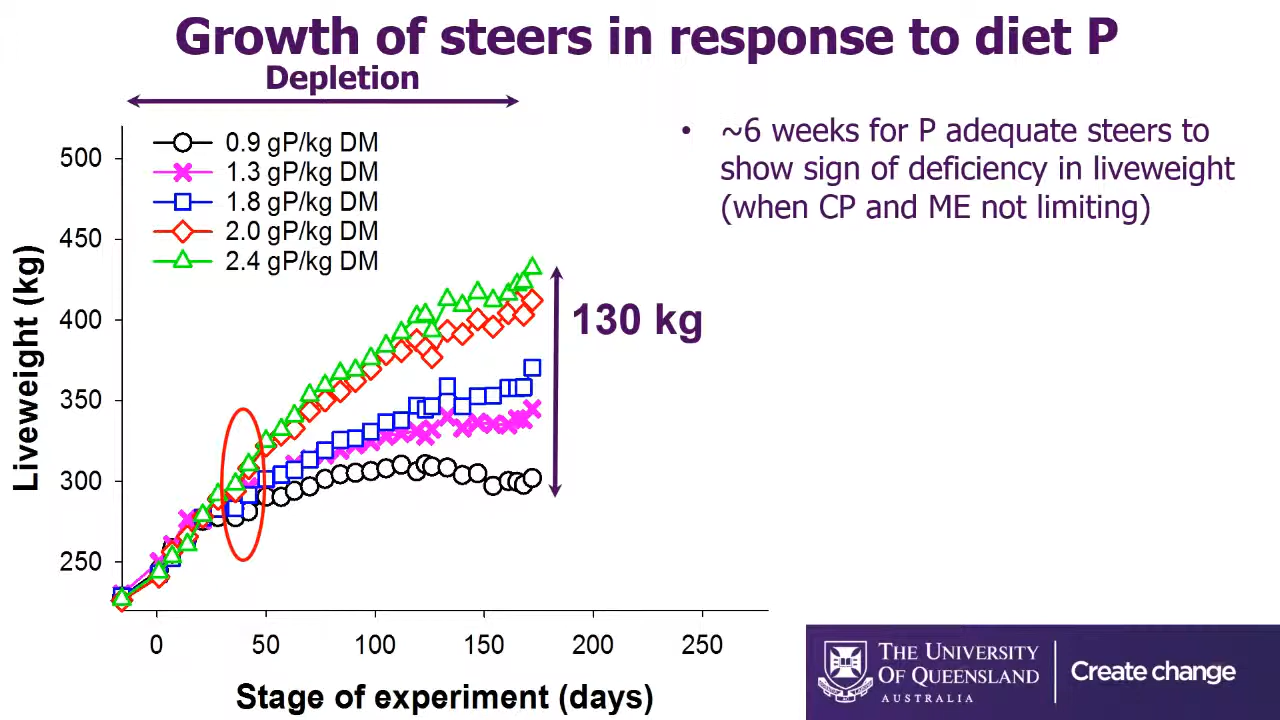 Growth of steers in response to diet P
Depletion
0.9 gP/kg DM
1.3 gP/kg DM
1.8 gP/kg DM
2.0 gP/kg DM
2.4 gP/kg DM
• ~6 weeks for P adequate steers to
show sign of deficiency in liveweight
(when CP and ME not limiting)
130 kg
Liveweight (kg)
500
450
400
350
300
250
0 50 100 150 200 250
Stage of experiment (days)
THE UNIVERSITY
OF QUEENSLAND
AUSTRALIA
Create change